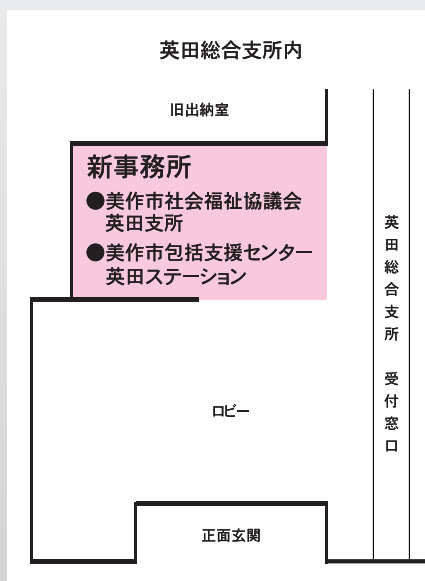 英田総合支所内
旧出納室
新事務所
●美作市社会福祉協議会
英田支所
●美作市包括支援センター
英田ステーション
英田総合支所 受付窓口
ロビー
正面玄関